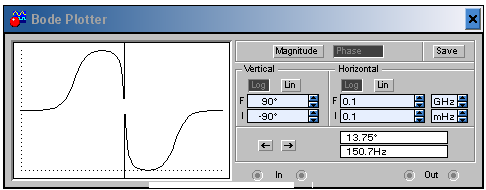 Bode Plotter
Magnitude Phase Save
Vertical Horizontal
Log Lin Log Lin
F 90° F 0.1 GHz
I -90° I 0.1 mHz
13.75°
150.7Hz
In Out